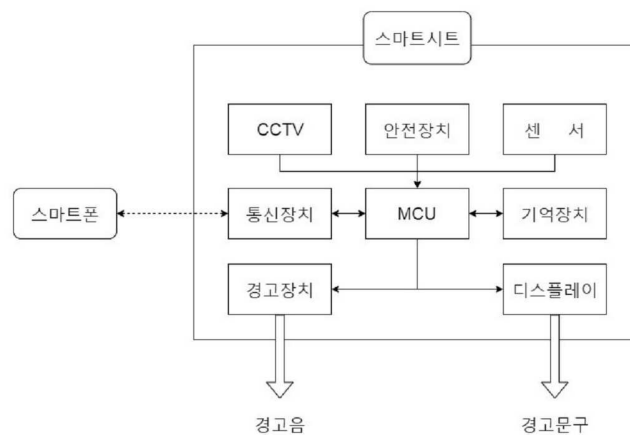 스마트시트
CCTV
안전장치
센 서
스마트폰
통신장치
MCU
기억장치
경고장치
디스플레이
경고음
경고문구